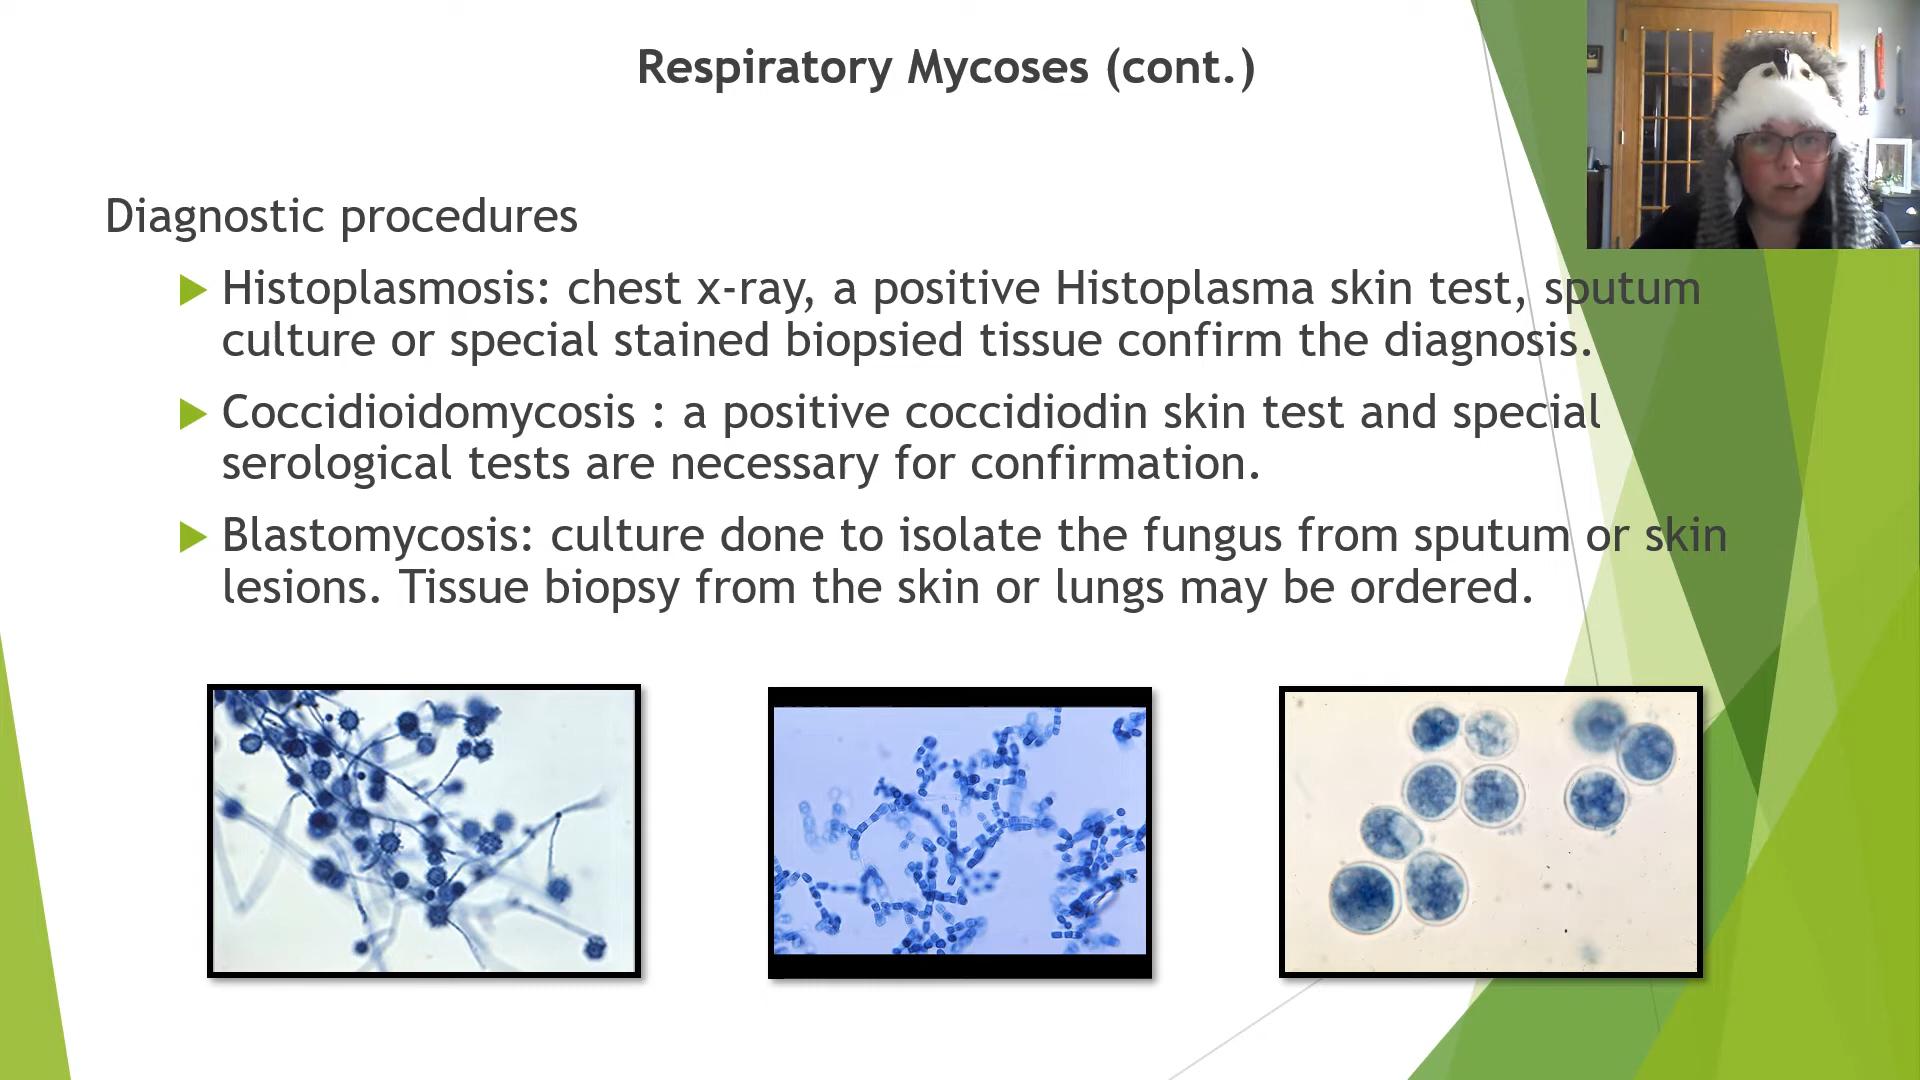 Respiratory Mycoses (cont.)
Diagnostic procedures
Histoplasmosis: chest x-ray, a positive Histoplasma skin test, sputum
culture or special stained biopsied tissue confirm the diagnosis.
Coccidioidomycosis : a positive coccidiodin skin test and special
serological tests are necessary for confirmation.
Blastomycosis: culture done to isolate the fungus from sputum or skin
lesions. Tissue biopsy from the skin or lungs may be ordered.